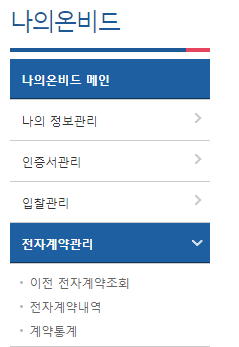 나의온비드
나의온비드 메인
나의 정보관리
인증서관리
입찰관리
전자계약관리
이전 전자계약조회
전자계약내역
계약통계